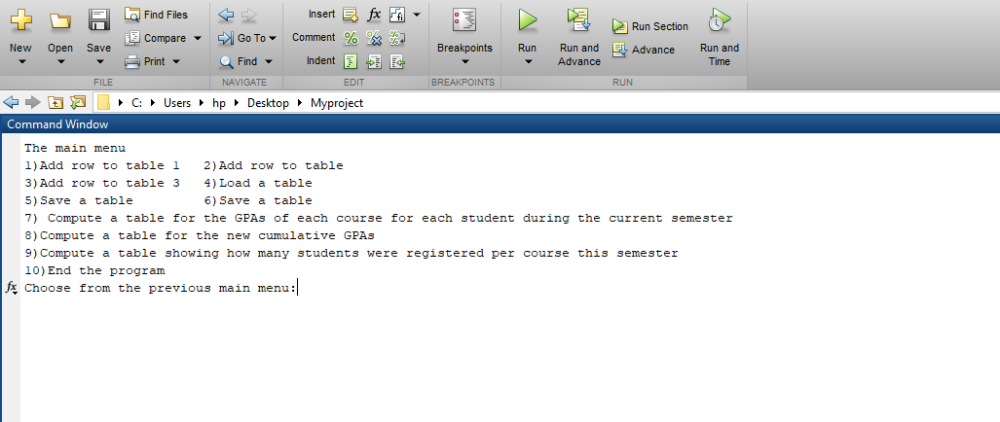 New Open Save Find Files Compare Print FILE
Go To Find NAVIGATE
Insert fx fi Comment % Indent EDIT
Breakpoints BREAKPOINTS
Run Run and Advance Run Section Advance Run and Time RUN
C: Users hp Desktop Myproject
Command Window
The main menu
1)Add row to table 1 2)Add row to table
3)Add row to table 3 4)Load a table
5)Save a table 6)Save a table
7) Compute a table for the GPAs of each course for each student during the current semester
8)Compute a table for the new cumulative GPAs
9)Compute a table showing how many students were registered per course this semester
10)End the program
fx Choose from the previous main menu: